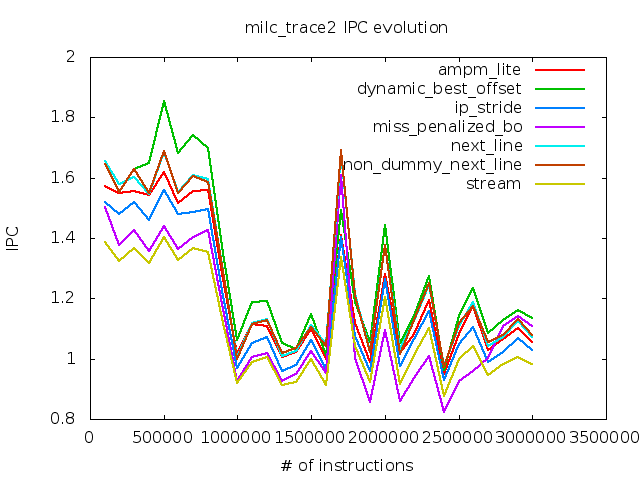 milc_trace2 IPC evolution
2
1.8
1.6
1.4
1.2
1
0.8
IPC
ampm_lite
dynamic_best_offset
ip_stride
miss_penalized_bo
next_line
non_dummy_next_line
stream
0 500000 1000000 1500000 2000000 2500000 3000000 3500000
# of instructions